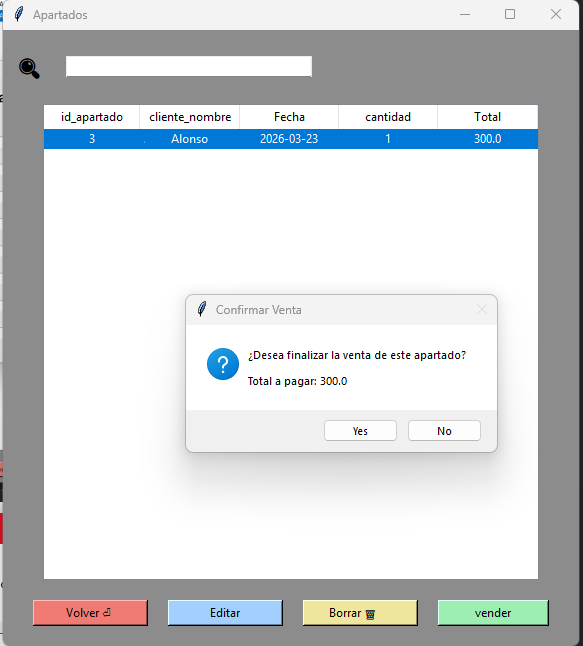 Apartados
id_apartado cliente_nombre Fecha cantidad Total
3 Alonso 2026-03-23 1 300.0
Confirmar Venta
¿Desea finalizar la venta de este apartado?
Total a pagar: 300.0
Yes No
Volver ⏎ Editar Borrar 🗑 vender